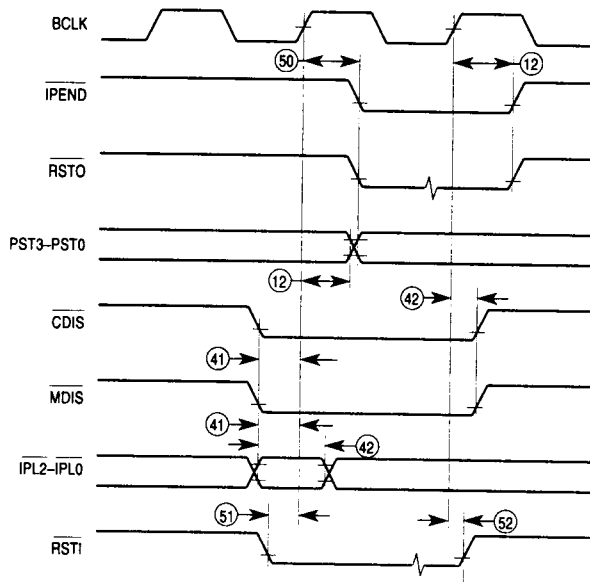 BCLK
50
12
IPEND
RSTO
PST3-PST0
12
42
CDIS
41
MDIS
41
42
IPL2-IPL0
51
52
RSTI